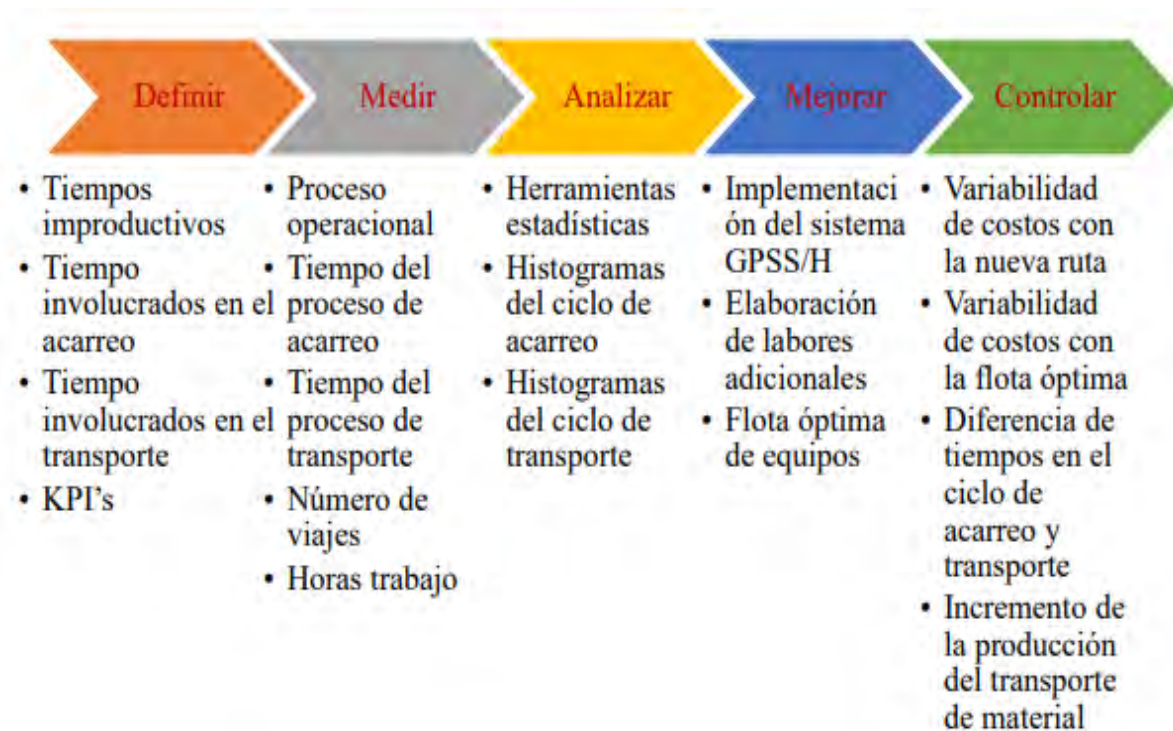 Definir
Medir
Analizar
Mejorar
Controlar
• Tiempos
improductivos
• Tiempo
involucrados en el
acarreo
• Tiempo
involucrados en el
transporte
• KPI's
• Proceso
operacional
• Tiempo del
proceso de
acarreo
• Tiempo del
proceso de
transporte
• Número de
viajes
• Horas trabajo
• Herramientas
estadísticas
• Histogramas
del ciclo de
acarreo
• Histogramas
del ciclo de
transporte
• Implementaci
ón del sistema
GPSS/H
• Elaboración
de labores
adicionales
• Flota óptima
de equipos
• Variabilidad
de costos con
la nueva ruta
• Variabilidad
de costos con
la flota óptima
• Diferencia de
tiempos en el
ciclo de
acarreo y
transporte
• Incremento de
la producción
del transporte
de material